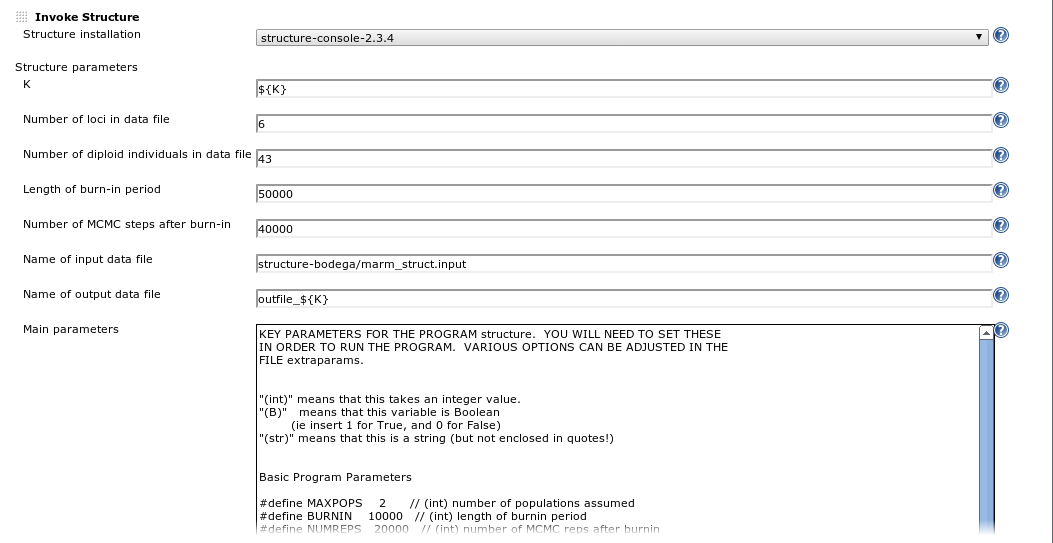 Invoke Structure
Structure installation
structure-console-2.3.4
Structure parameters
K
${K}
Number of loci in data file
6
Number of diploid individuals in data file
43
Length of burn-in period
50000
Number of MCMC steps after burn-in
40000
Name of input data file
structure-bodega/marm_struct.input
Name of output data file
outfile_${K}
Main parameters
KEY PARAMETERS FOR THE PROGRAM structure.  YOU WILL NEED TO SET THESE
IN ORDER TO RUN THE PROGRAM.  VARIOUS OPTIONS CAN BE ADJUSTED IN THE
FILE extraparams.
"(int)" means that this takes an integer value.
"(B)"   means that this variable is Boolean
(ie insert 1 for True, and 0 for False)
"(str)" means that this is a string (but not enclosed in quotes!)
Basic Program Parameters
#define MAXPOPS    2      // (int) number of populations assumed
#define BURNIN    10000   // (int) length of burnin period
#define NUMREPS   20000   // (int) number of MCMC reps after burnin